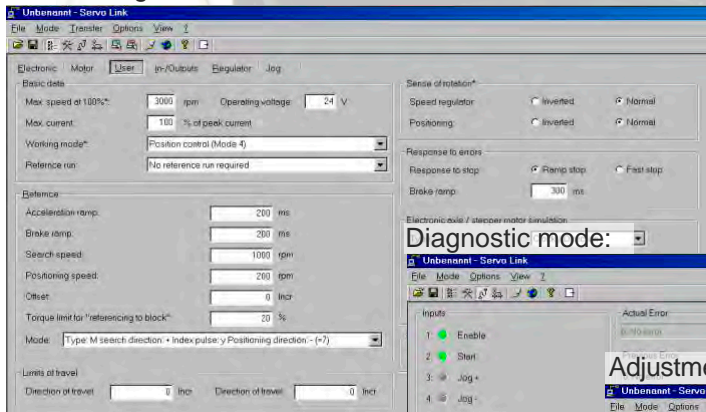 Unbenannt - Servo Link
File Mode Transfer Options View ?
Electronic Motor User In-/Outputs Regulator Jog
Basic data
Max. speed at 100%*: 3000 rpm Operating voltage: 24 V
Max. current: 100 % of peak current
Working mode*: Position control (Mode 4)
Refernce run: No reference run required
Refernce
Acceleration ramp: 200 ms
Brake ramp: 200 ms
Search speed: 1000 rpm
Positioning speed: 200 rpm
Offset: 0 Incr
Torque limit for "referencing to block": 20 %
Mode: Type: M search direction: + Index pulse: y Positioning direction: - (=7)
Limits of travel
Direction of travel: 0 Incr Direction of travel: 0 Incr
Sense of rotation*
Speed regulator: Inverted Normal
Positioning: Inverted Normal
Response to errors
Response to stop: Ramp stop Fast stop
Brake ramp: 300 ms
Electronic axle / stepper motor simulation
Diagnostic mode:
Unbenannt - Servo Link
File Mode Options View ?
Inputs
1: Enable
2: Start
3: Jog+
4: Jog-
Actual Error
0: No error
Adjustme
Unbenannt - Servo
File Mode Options